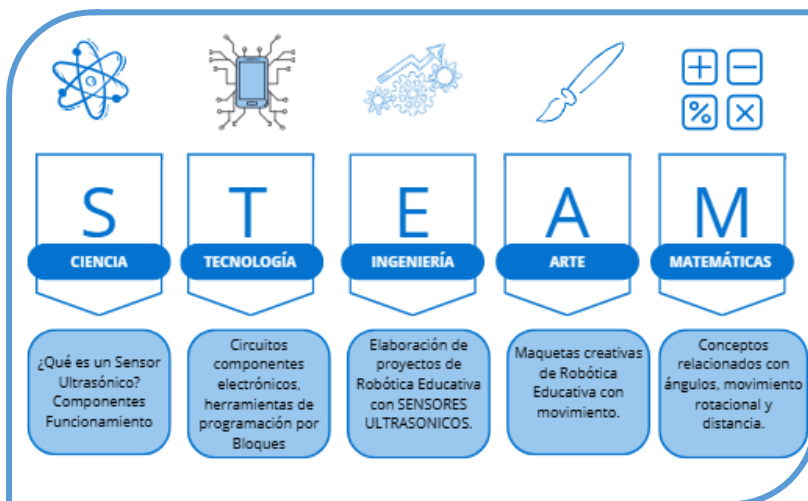 S
T
E
A
M
CIENCIA
TECNOLOGÍA
INGENIERÍA
ARTE
MATEMÁTICAS
¿Qué es un Sensor
Ultrasónico?
Componentes
Funcionamiento
Circuitos
componentes
electrónicos,
herramientas de
programación por
Bloques
Elaboración de
proyectos de
Robótica Educativa
con SENSORES
ULTRASONICOS.
Maquetas creativas
de Robótica
Educativa con
movimiento.
Conceptos
relacionados con
ángulos, movimiento
rotacional y
distancia.